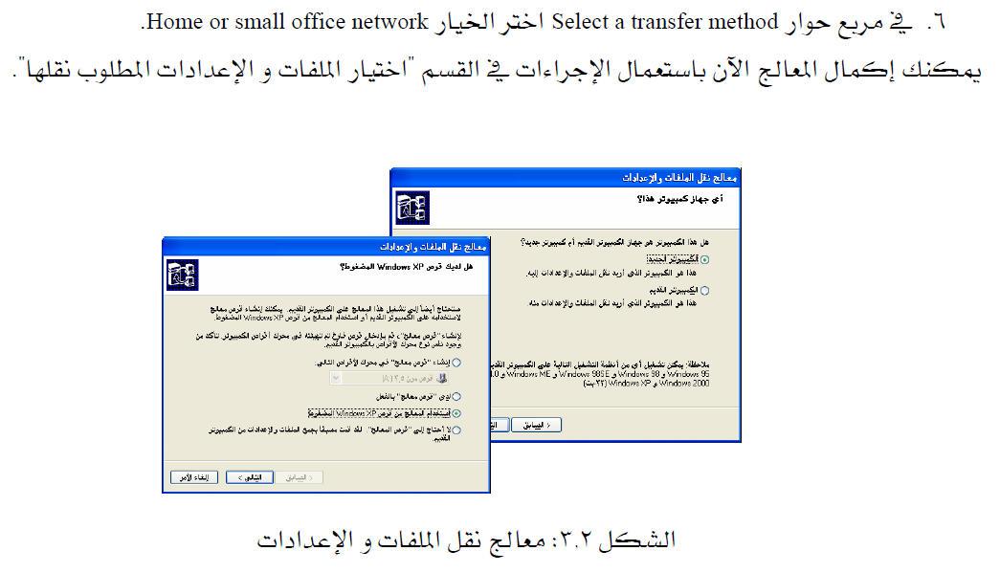 ٦. في مربع حوار Select a transfer method اختر الخيار Home or small office network.
يمكنك إكمال المعالج الآن باستعمال الإجراءات في القسم "اختيار الملفات و الإعدادات المطلوب نقلها".
معالج نقل الملفات والإعدادات
أي جهاز كمبيوتر هذا؟
هل هذا الكمبيوتر هو جهاز الكمبيوتر القديم أم كمبيوتر جديد؟
الكمبيوتر الجديد
هذا هو الكمبيوتر الذي أريد نقل الملفات والإعدادات إليه.
الكمبيوتر القديم
هذا هو الكمبيوتر الذي أريد نقل الملفات والإعدادات منه.
ملاحظة: يمكن تشغيل أي من أنظمة التشغيل التالية على الكمبيوتر القديم
Windows 95 و Windows 98 و Windows 98SE و Windows ME و
Windows 2000 و Windows XP (٣٢-بت)
< السابق
معالج نقل الملفات والإعدادات
هل لديك قرص Windows XP المضغوط؟
ستحتاج أيضاً إلى تشغيل هذا المعالج على الكمبيوتر القديم. يمكنك إنشاء قرص معالج
لاستخدامه على الكمبيوتر القديم أو استخدام المعالج من قرص Windows XP المضغوط.
لإنشاء "قرص معالج"، قم بإدخال قرص فارغ تم تهيئته في محرك أقراص الكمبيوتر. تأكد من
وجود نفس نوع محرك الأقراص بالكمبيوتر القديم.
إنشاء "قرص معالج" في محرك الأقراص التالي:
قرص مرن ٣,٥ (A:)
لدي "قرص معالج" بالفعل
استخدام المعالج من قرص Windows XP المضغوط
لا أحتاج إلى "قرص المعالج". لقد قمت مسبقاً بجمع الملفات والإعدادات من الكمبيوتر
القديم.
< السابق
التالي >
إلغاء الأمر
الشكل ٣.٢: معالج نقل الملفات و الإعدادات